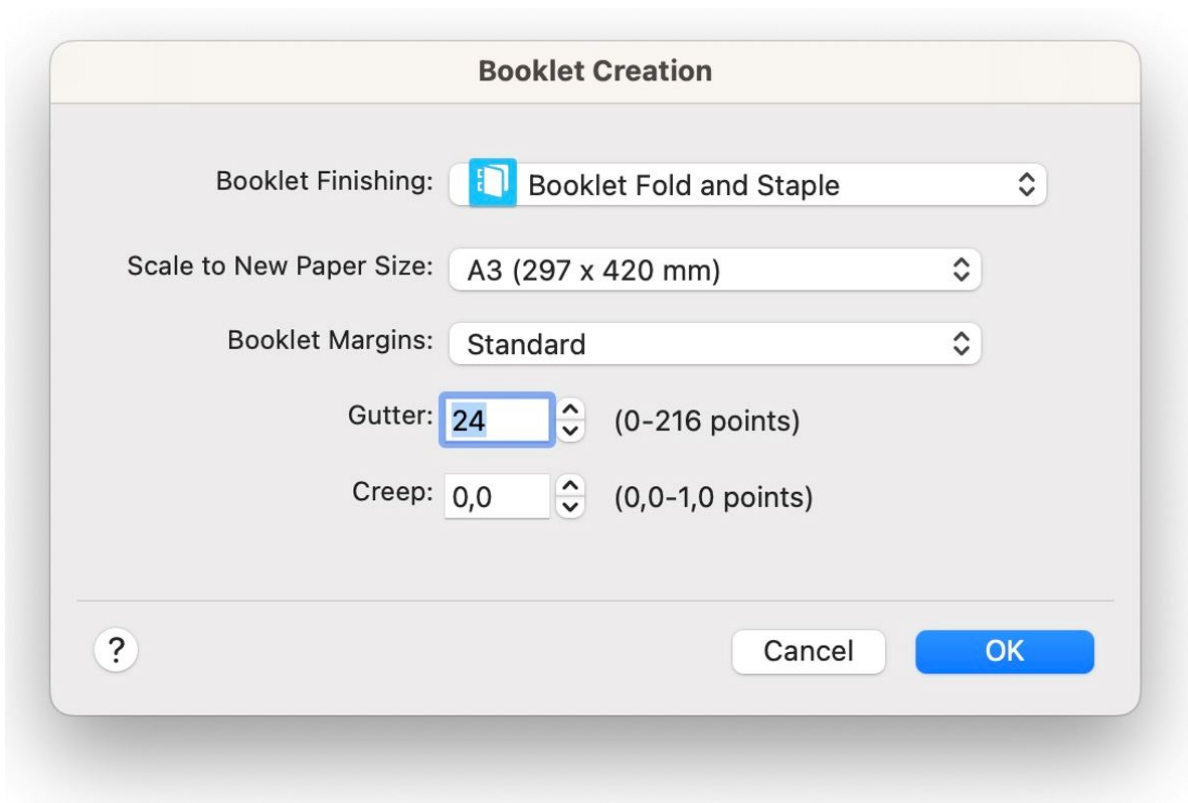 Booklet Creation
Booklet Finishing: Booklet Fold and Staple
Scale to New Paper Size: A3 (297 x 420 mm)
Booklet Margins: Standard
Gutter: 24 (0-216 points)
Creep: 0,0 (0,0-1,0 points)
? Cancel OK